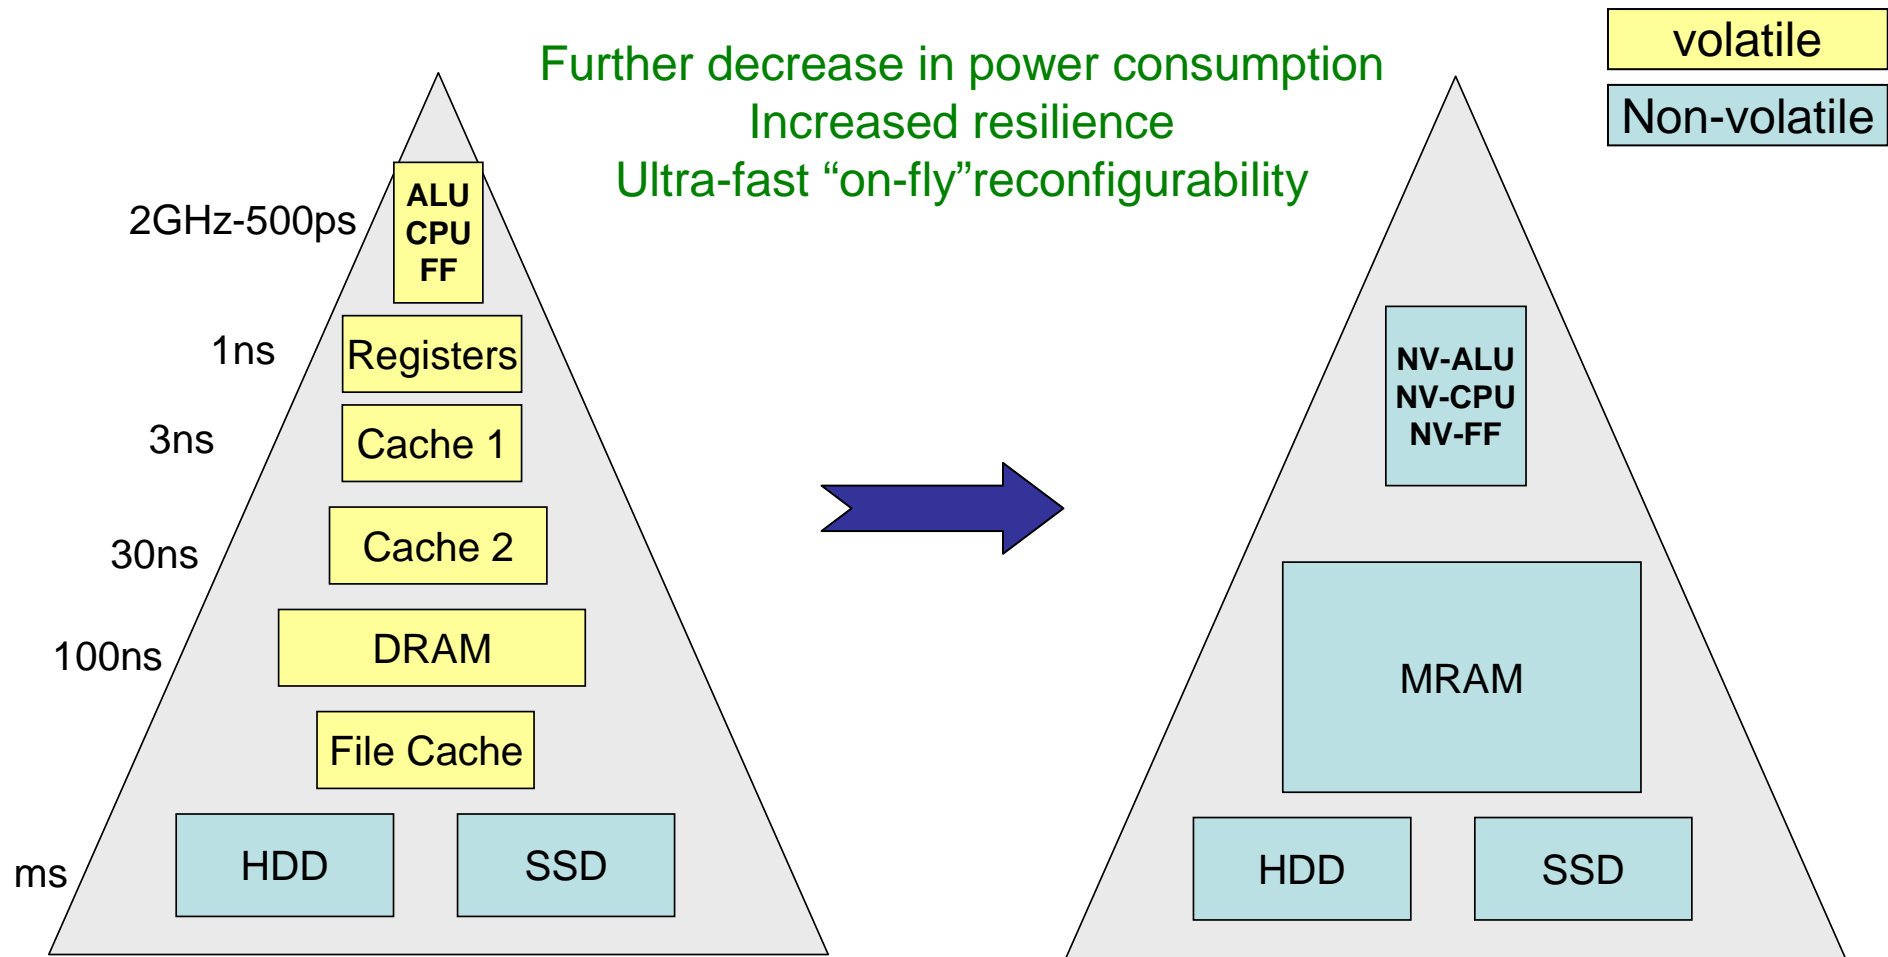 volatile
Non-volatile
Further decrease in power consumption
Increased resilience
Ultra-fast “on-fly”reconfigurability
2GHz-500ps
ALU
CPU
FF
1ns
Registers
3ns
Cache 1
30ns
Cache 2
100ns
DRAM
File Cache
ms
HDD
SSD
NV-ALU
NV-CPU
NV-FF
MRAM
HDD
SSD